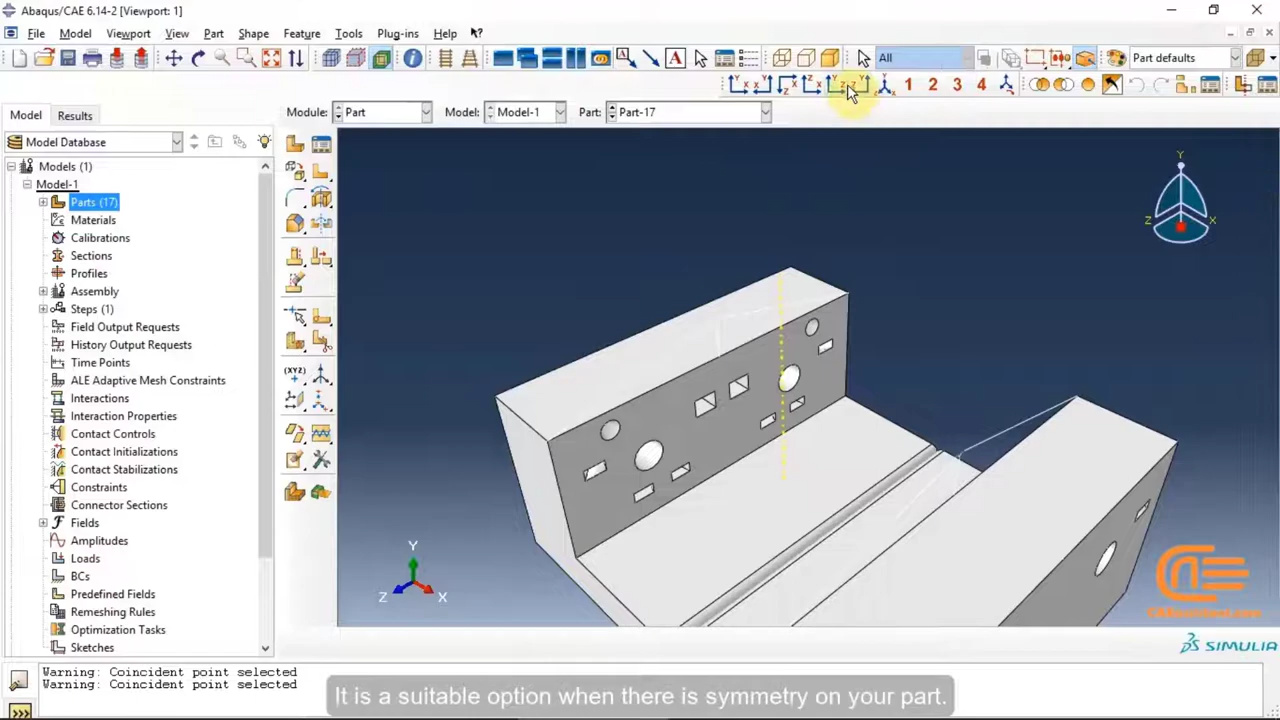 Abaqus/CAE 6.14-2 [Viewport: 1]
File Model Viewport View Part Shape Feature Tools Plug-ins Help
All
Part defaults
1 2 3 4
Model Results
Module: Part Model: Model-1 Part: Part-17
Model Database
Models (1)
Model-1
Parts (17)
Materials
Calibrations
Sections
Profiles
Assembly
Steps (1)
Field Output Requests
History Output Requests
Time Points
ALE Adaptive Mesh Constraints
Interactions
Interaction Properties
Contact Controls
Contact Initializations
Contact Stabilizations
Constraints
Connector Sections
Fields
Amplitudes
Loads
BCs
Predefined Fields
Remeshing Rules
Optimization Tasks
Sketches
(XYZ)
Y
Z X
Y
Z X
SIMULIA
Warning: Coincident point selected
Warning: Coincident point selected
It is a suitable option when there is symmetry on your part.